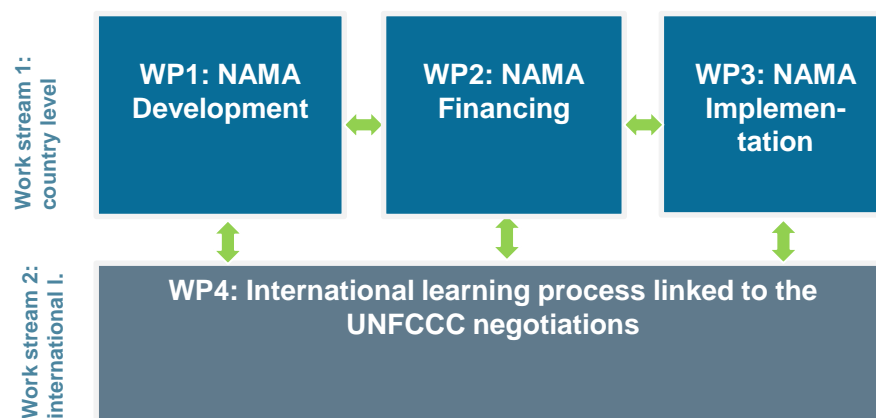 Work stream 1:
country level
WP1: NAMA
Development
WP2: NAMA
Financing
WP3: NAMA
Implemen-
tation
Work stream 2:
international l.
WP4: International learning process linked to the
UNFCCC negotiations